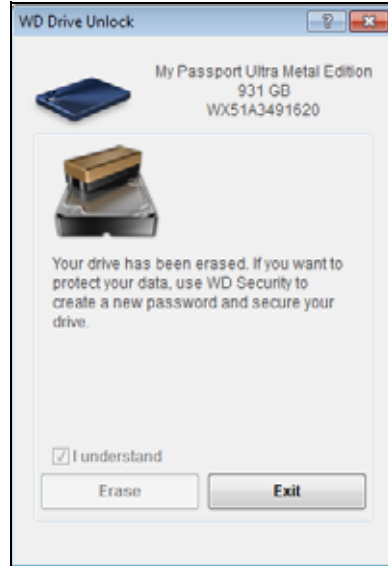 WD Drive Unlock
My Passport Ultra Metal Edition
931 GB
WX51A3491620
Your drive has been erased. If you want to
protect your data, use WD Security to
create a new password and secure your
drive.
I understand
Erase
Exit